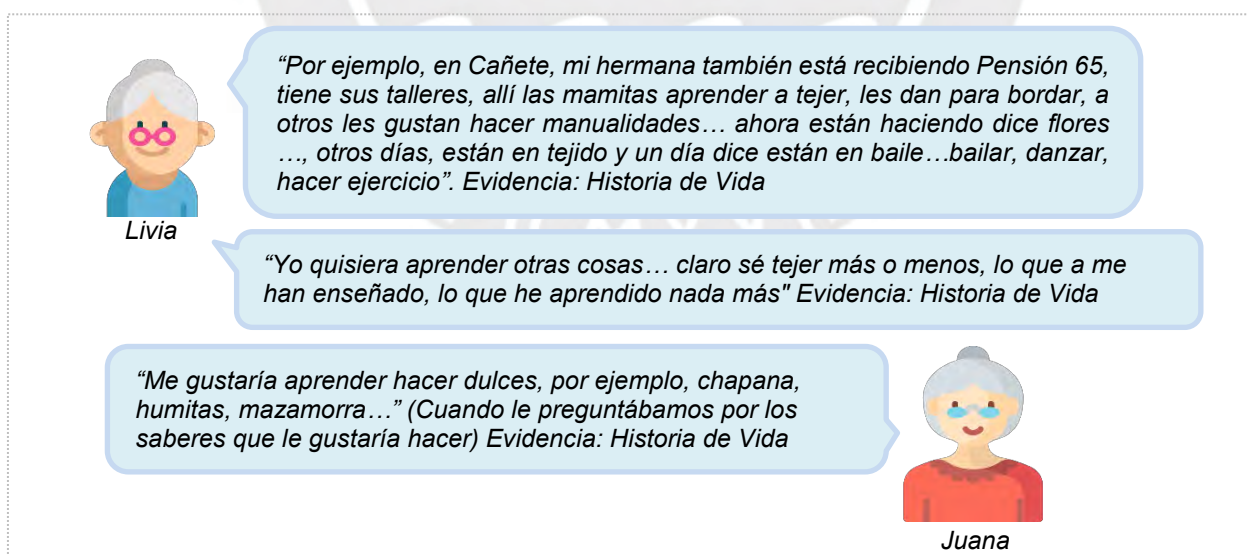 “Por ejemplo, en Cañete, mi hermana también está recibiendo Pensión 65,
tiene sus talleres, allí las mamitas aprender a tejer, les dan para bordar, a
otros les gustan hacer manualidades… ahora están haciendo dice flores
…, otros días, están en tejido y un día dice están en baile…bailar, danzar,
hacer ejercicio”. Evidencia: Historia de Vida
Livia
“Yo quisiera aprender otras cosas… claro sé tejer más o menos, lo que a me
han enseñado, lo que he aprendido nada más" Evidencia: Historia de Vida
“Me gustaría aprender hacer dulces, por ejemplo, chapana,
humitas, mazamorra…” (Cuando le preguntábamos por los
saberes que le gustaría hacer) Evidencia: Historia de Vida
Juana